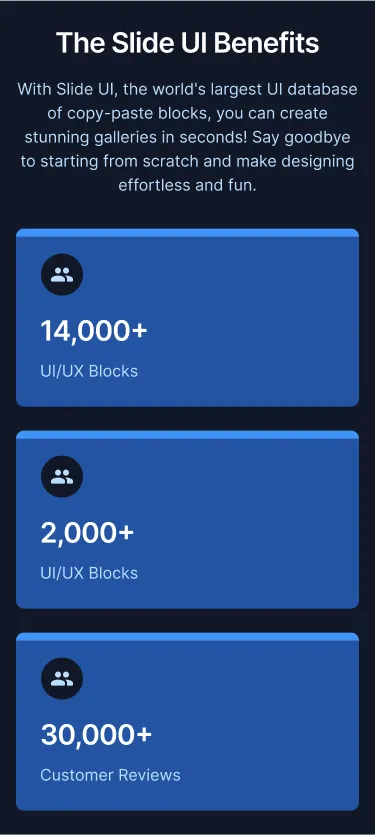 The Slide UI Benefits
With Slide UI, the world's largest UI database
of copy-paste blocks, you can create
stunning galleries in seconds! Say goodbye
to starting from scratch and make designing
effortless and fun.
14,000+
UI/UX Blocks
2,000+
UI/UX Blocks
30,000+
Customer Reviews